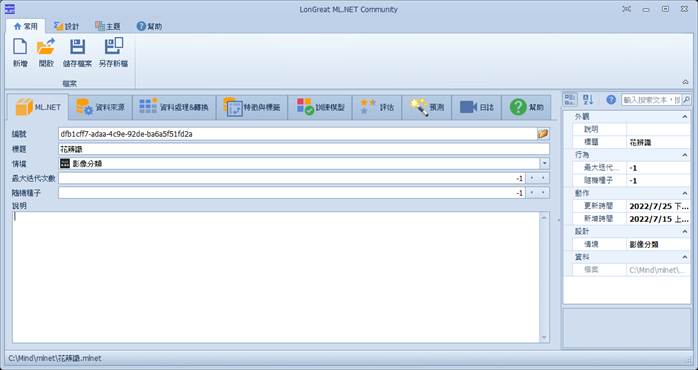 LonGreat ML.NET Community
常用 設計 主題 幫助
新增 開啟 儲存檔案 另存新檔
檔案
ML.NET 資料來源 資料處理&轉換 特徵與標籤 訓練模型 評估 預測 日誌 幫助
編號 dfb1cff7-adaa-4c9e-92de-ba6a5f51fd2a
標題 花辨識
情境 影像分類
最大迭代次數 -1
隨機種子 -1
說明
輸入搜索文本，
外觀
說明
標題 花辨識
行為
最大迭代... -1
隨機種子 -1
動作
更新時間 2022/7/25 下...
新增時間 2022/7/15 上...
設計
情境 影像分類
資料
檔案 C:\Mind\mlnet\...
C:\Mind\mlnet\花辨識.mlnet